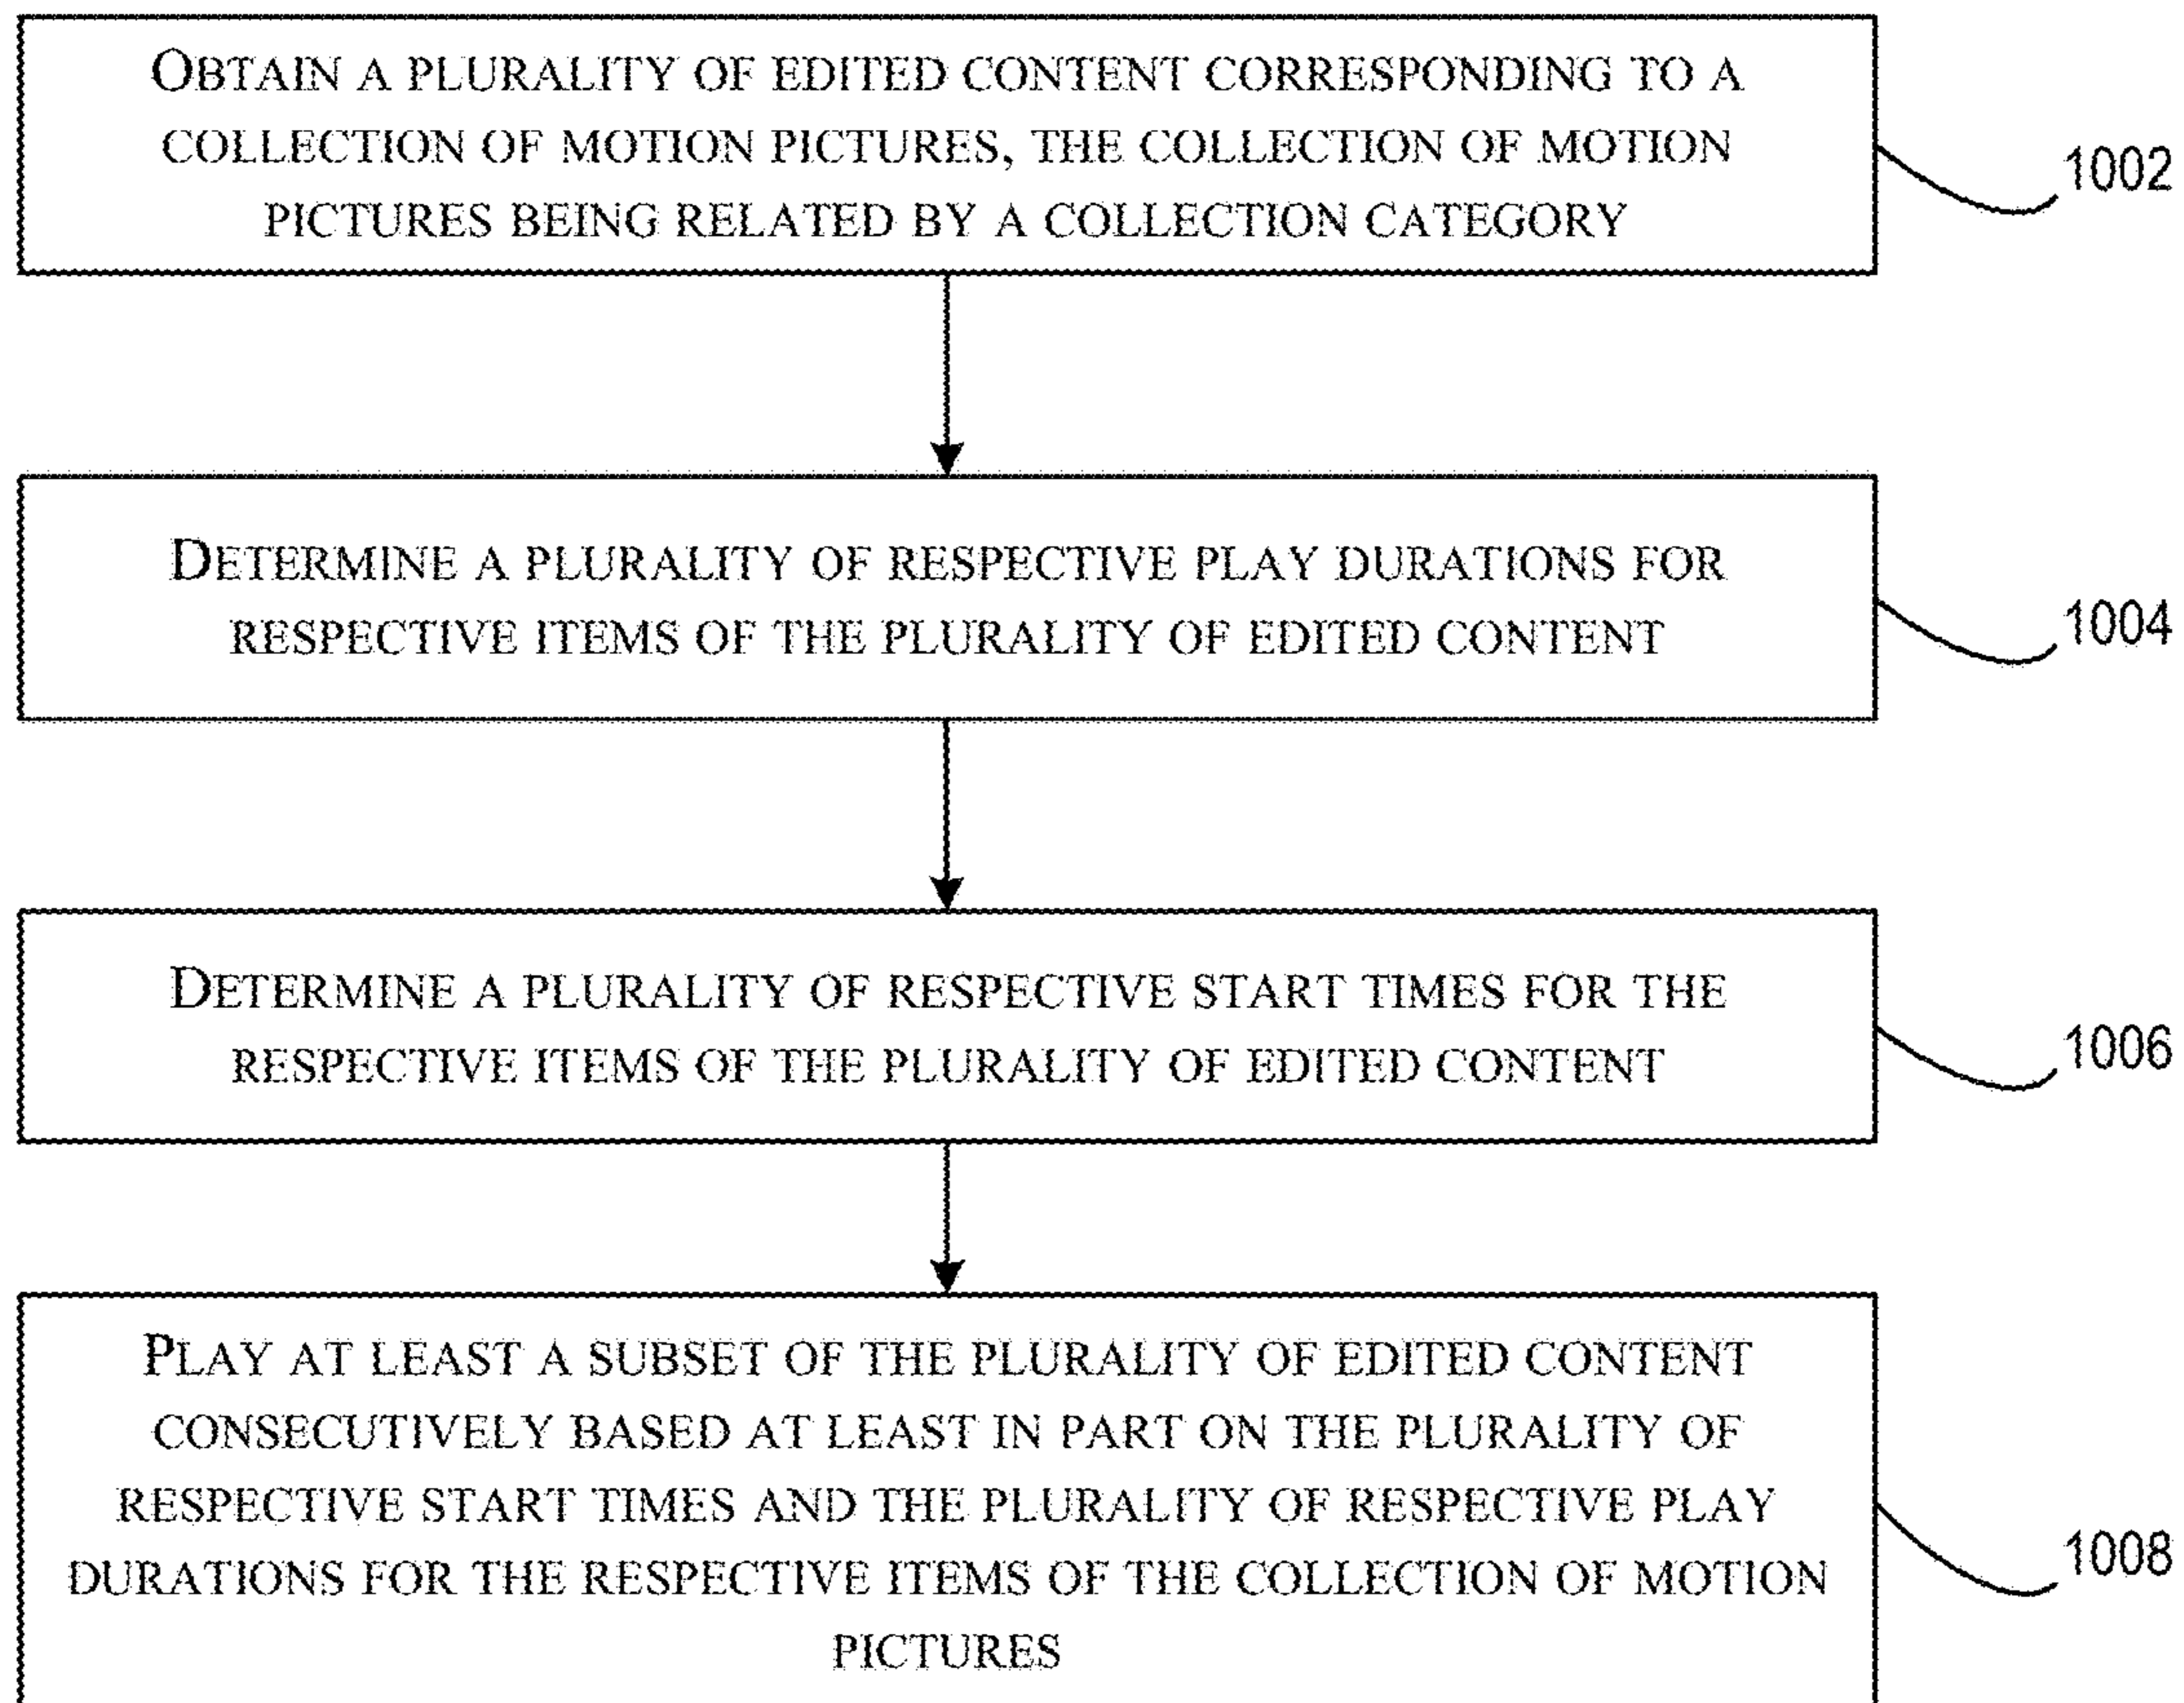 OBTAIN A PLURALITY OF EDITED CONTENT CORRESPONDING TO A
COLLECTION OF MOTION PICTURES, THE COLLECTION OF MOTION
PICTURES BEING RELATED BY A COLLECTION CATEGORY
1002
DETERMINE A PLURALITY OF RESPECTIVE PLAY DURATIONS FOR
RESPECTIVE ITEMS OF THE PLURALITY OF EDITED CONTENT
1004
DETERMINE A PLURALITY OF RESPECTIVE START TIMES FOR THE
RESPECTIVE ITEMS OF THE PLURALITY OF EDITED CONTENT
1006
PLAY AT LEAST A SUBSET OF THE PLURALITY OF EDITED CONTENT
CONSECUTIVELY BASED AT LEAST IN PART ON THE PLURALITY OF
RESPECTIVE START TIMES AND THE PLURALITY OF RESPECTIVE PLAY
DURATIONS FOR THE RESPECTIVE ITEMS OF THE COLLECTION OF MOTION
PICTURES
1008